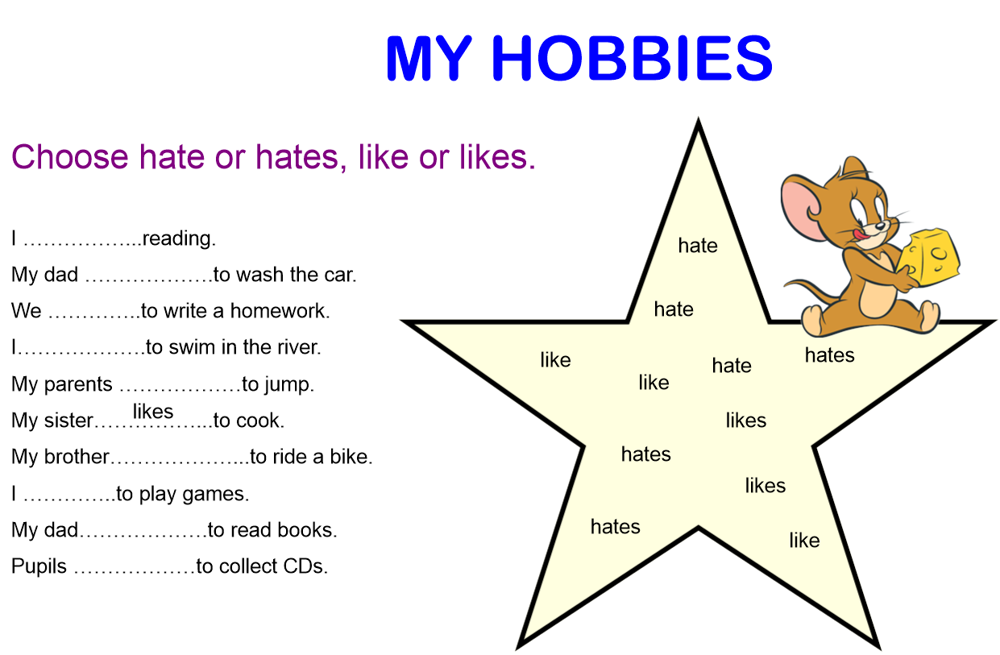 MY HOBBIES
Choose hate or hates, like or likes.
I ……………...reading.
My dad ……………….to wash the car.
We …………..to write a homework.
I……………….to swim in the river.
My parents ………………to jump.
My sister……likes………...to cook.
My brother………………...to ride a bike.
I …………..to play games.
My dad……………….to read books.
Pupils ………………to collect CDs.
hate
hate
like
like
hate
hates
likes
hates
likes
hates
like